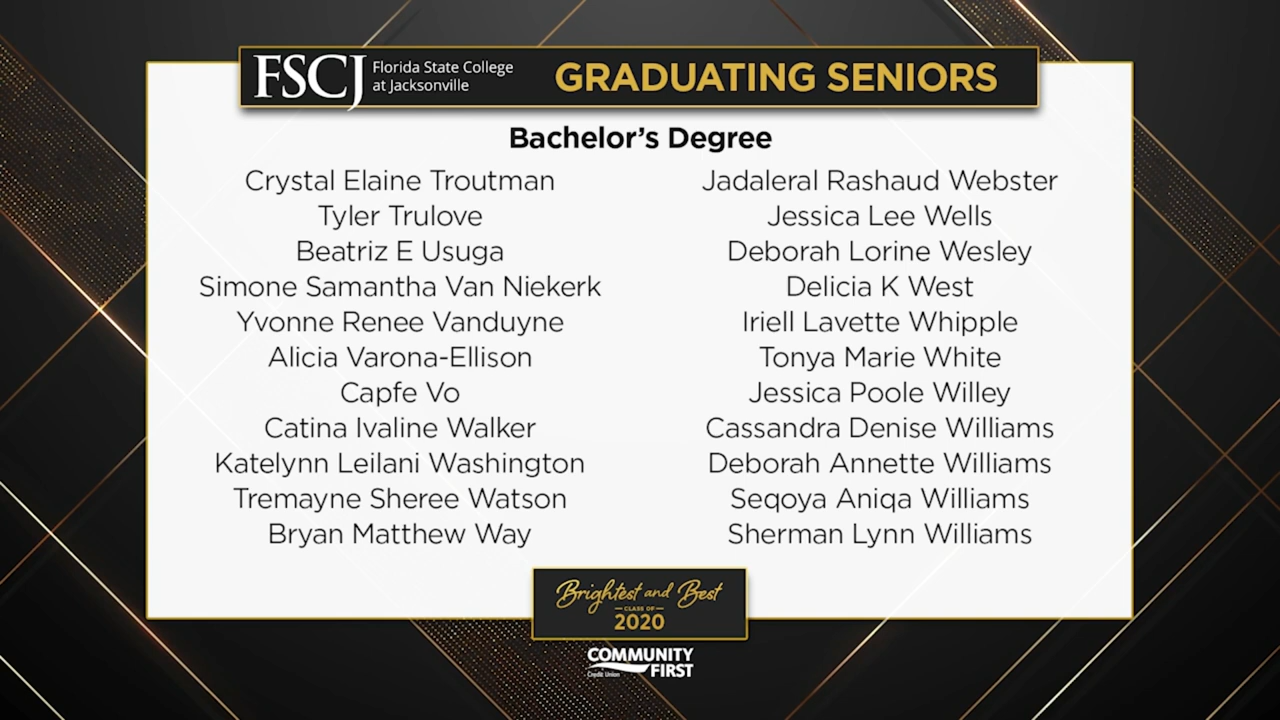 FSCJ Florida State College
at Jacksonville
GRADUATING SENIORS
Bachelor's Degree
Crystal Elaine Troutman
Tyler Trulove
Beatriz E Usuga
Simone Samantha Van Niekerk
Yvonne Renee Vanduyne
Alicia Varona-Ellison
Capfe Vo
Catina Ivaline Walker
Katelynn Leilani Washington
Tremayne Sheree Watson
Bryan Matthew Way
Jadaleral Rashaud Webster
Jessica Lee Wells
Deborah Lorine Wesley
Delicia K West
Iriell Lavette Whipple
Tonya Marie White
Jessica Poole Willey
Cassandra Denise Williams
Deborah Annette Williams
Seqoya Aniqa Williams
Sherman Lynn Williams
Brightest and Best
CLASS OF
2020
COMMUNITY
FIRST
Credit Union